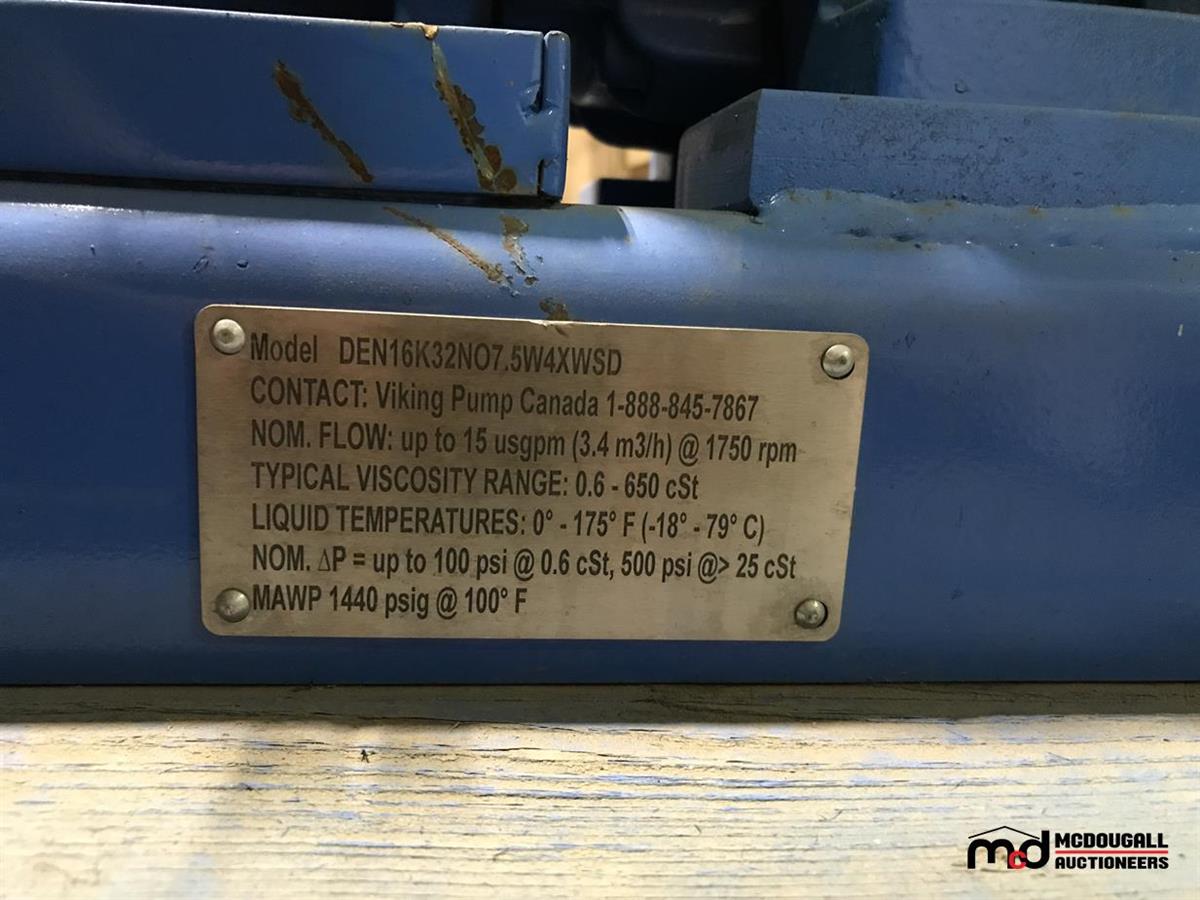 Model DEN16K32NO7.5W4XWSD
CONTACT: Viking Pump Canada 1-888-845-7867
NOM. FLOW: up to 15 usgpm (3.4 m3/h) @ 1750 rpm
TYPICAL VISCOSITY RANGE: 0.6 - 650 cSt
LIQUID TEMPERATURES: 0° - 175° F (-18° - 79° C)
NOM. ΔP = up to 100 psi @ 0.6 cSt, 500 psi @> 25 cSt
MAWP 1440 psig @ 100° F
mcd MCDOUGALL
AUCTIONEERS